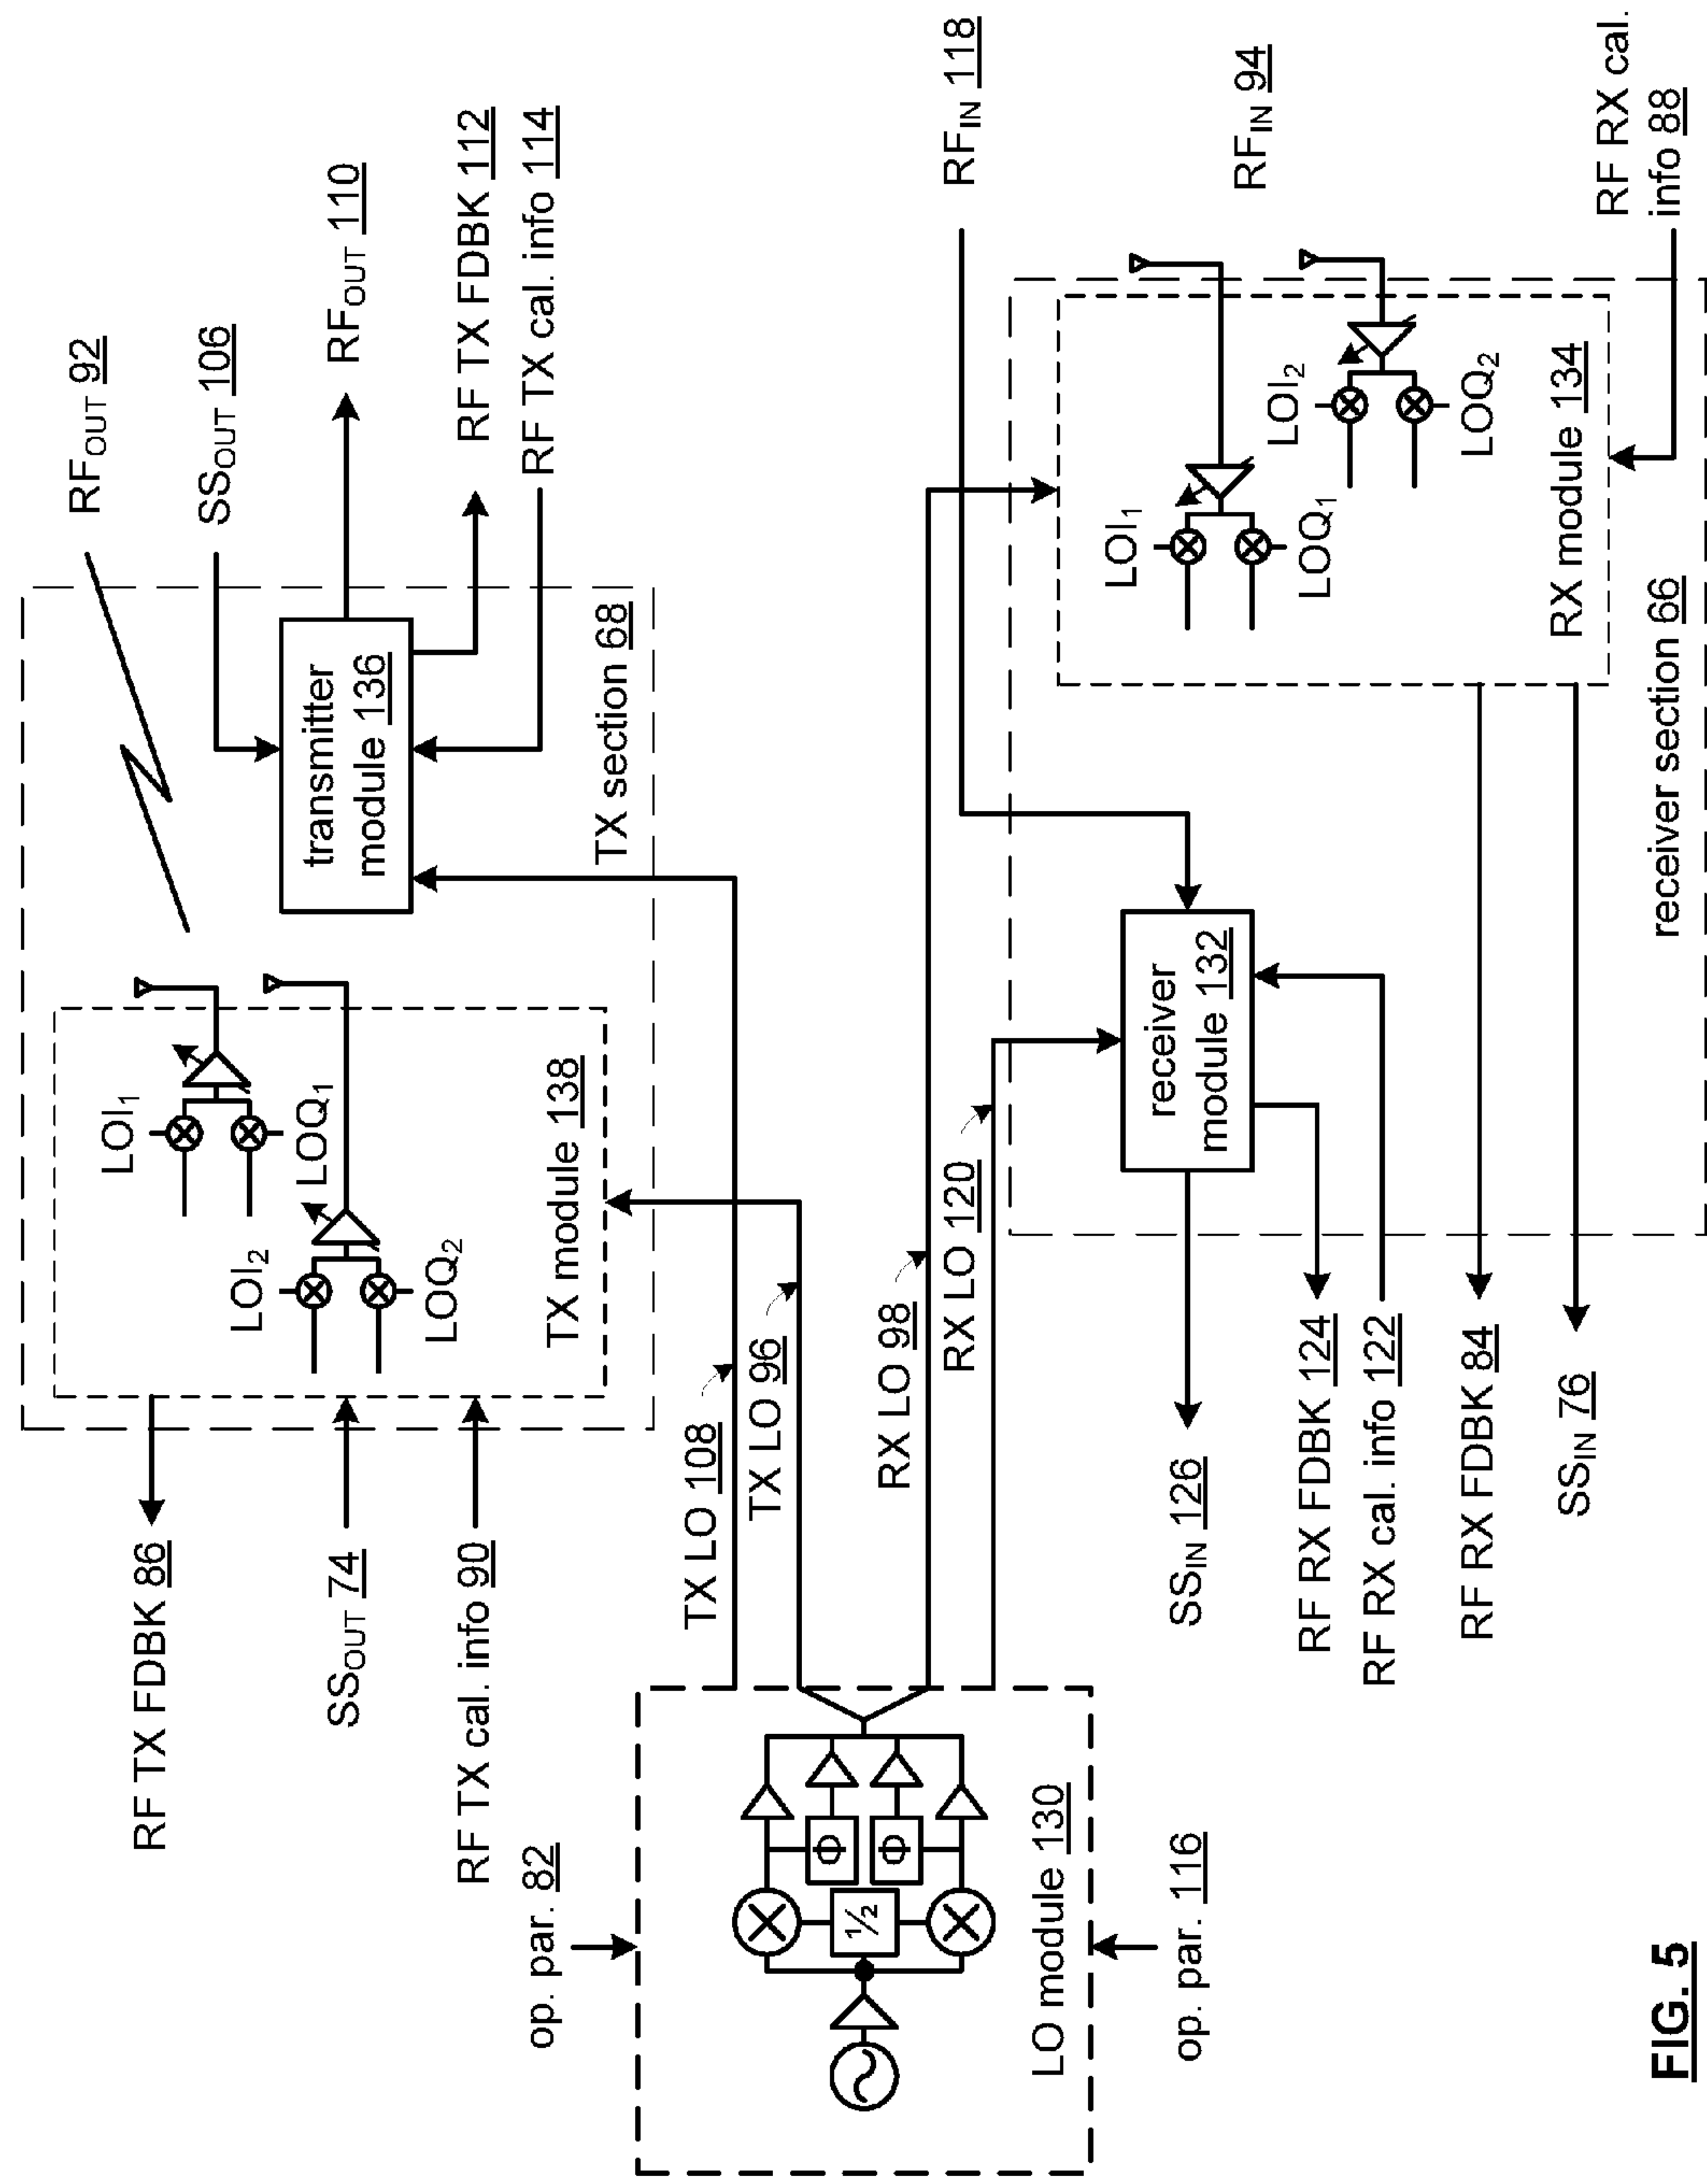 RF TX FDBK 86
SSOUT 74
RF TX cal. info 90
LOI1
LOQ1
LOI2
LOQ2
TX module 138
RFOUT 92
SSOUT 106
transmitter
module 136
RFOUT 110
RF TX FDBK 112
RF TX cal. info 114
TX section 68
op. par. 82
½
Φ
Φ
LO module 130
op. par. 116
TX LO 108
TX LO 96
RX LO 98
RX LO 120
RFIN 118
RFIN 94
receiver
module 132
SSIN 126
RF RX FDBK 124
RF RX cal. info 122
RF RX FDBK 84
SSIN 76
LOI1
LOQ1
LOI2
LOQ2
RX module 134
RF RX cal.
info 88
receiver section 66
FIG. 5